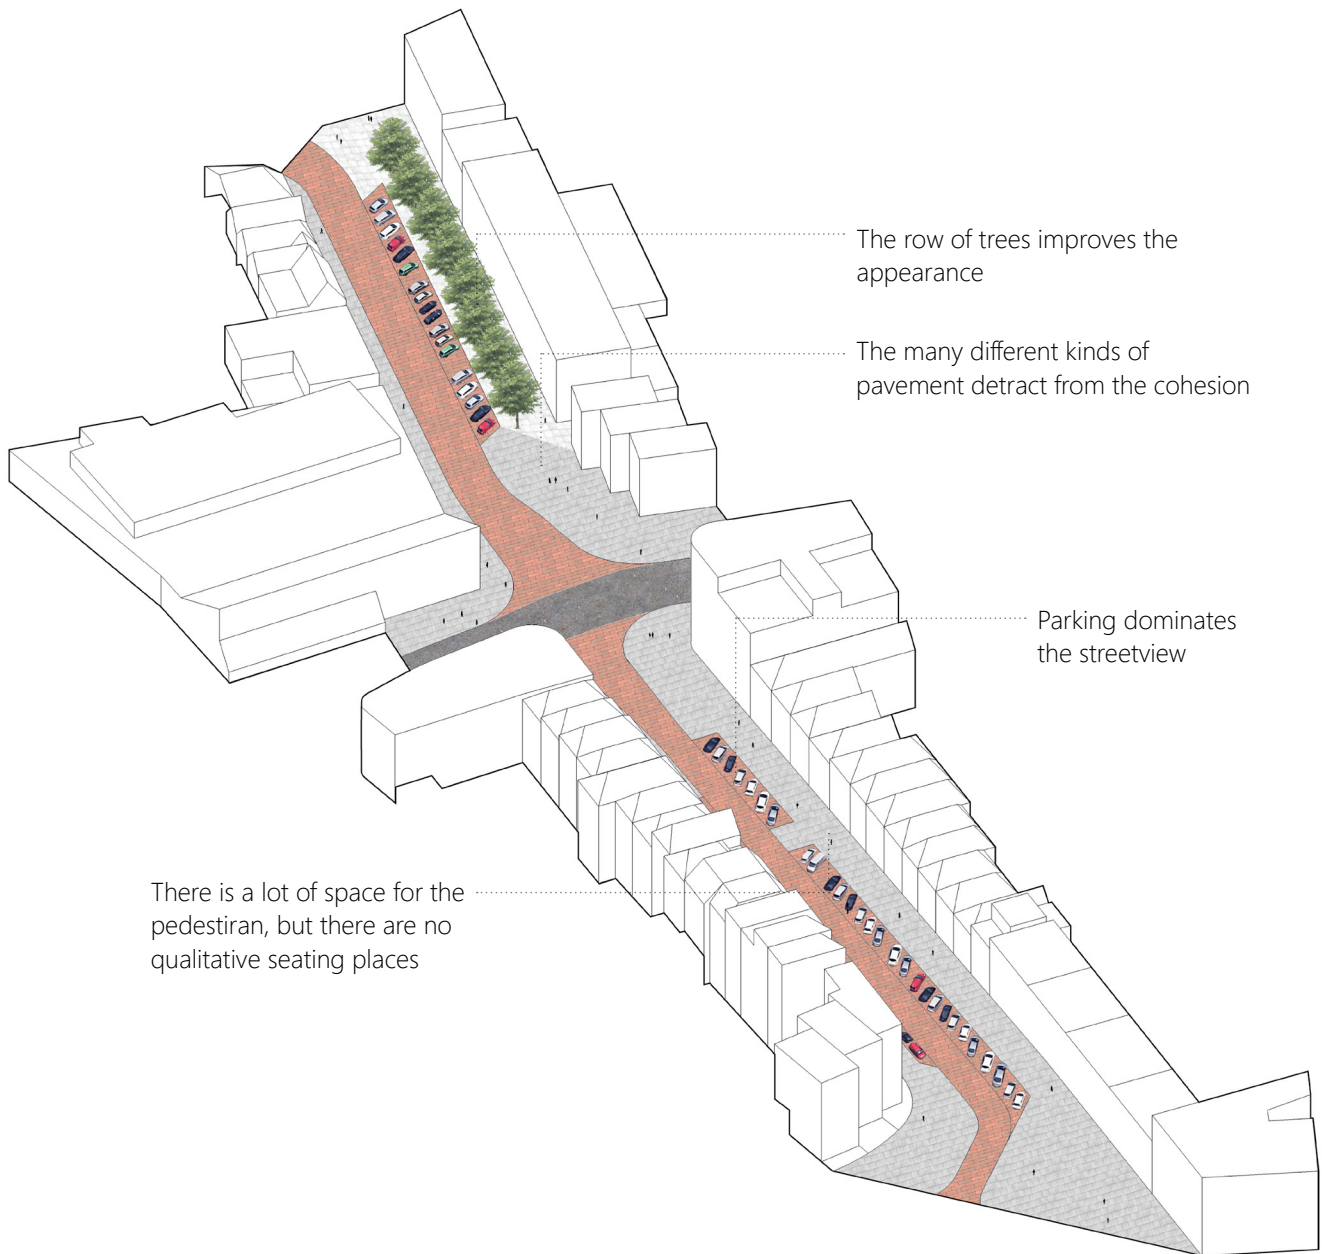 The row of trees improves the
appearance
The many different kinds of
pavement detract from the cohesion
Parking dominates
the streetview
There is a lot of space for the
pedestiran, but there are no
qualitative seating places